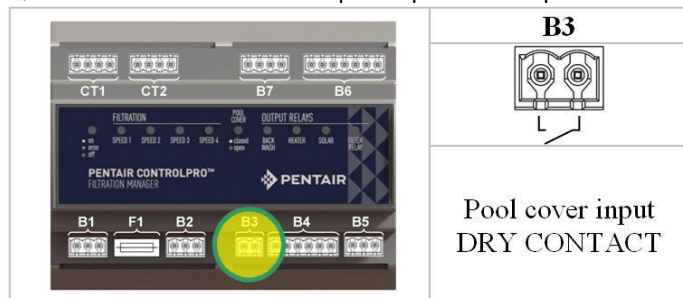 CT1 CT2 B7 B6
FILTRATION POOL COVER OUTPUT RELAYS
on error off SPEED 1 SPEED 2 SPEED 3 SPEED 4 closed open BACK WASH HEATER SOLAR FILTER RELAY
PENTAIR CONTROLPRO™
FILTRATION MANAGER
PENTAIR
B1 F1 B2 B3 B4 B5
B3
Pool cover input
DRY CONTACT